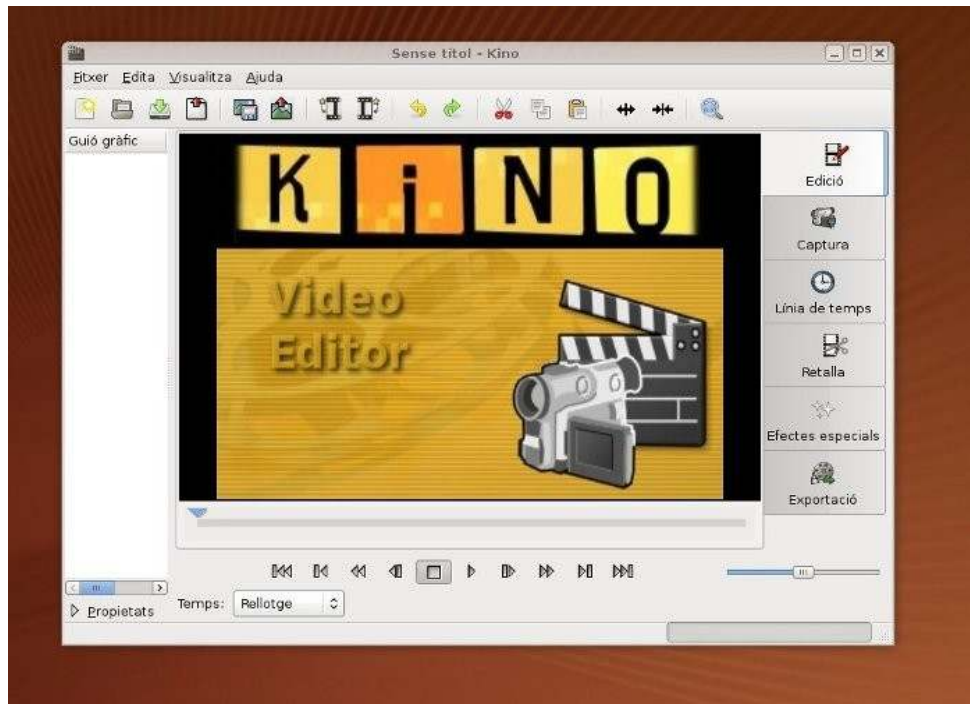 Sense títol - Kino
Fitxer Edita Visualitza Ajuda
Guió gràfic
KiNO
Video
Editor
Edició
Captura
Línia de temps
Retalla
Efectes especials
Exportació
Propietats
Temps: Rellotge